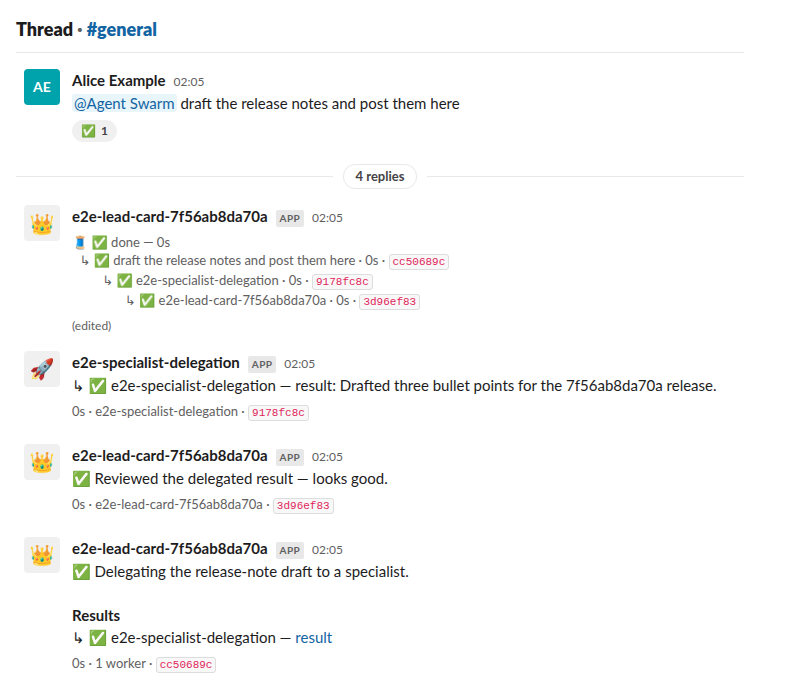 Thread • #general
AE
Alice Example 02:05
@Agent Swarm draft the release notes and post them here
✅ 1
4 replies
e2e-lead-card-7f56ab8da70a APP 02:05
🧵 ✅ done — 0s
↳ ✅ draft the release notes and post them here · 0s · cc50689c
↳ ✅ e2e-specialist-delegation · 0s · 9178fc8c
↳ ✅ e2e-lead-card-7f56ab8da70a · 0s · 3d96ef83
(edited)
e2e-specialist-delegation APP 02:05
↳ ✅ e2e-specialist-delegation — result: Drafted three bullet points for the 7f56ab8da70a release.
0s · e2e-specialist-delegation · 9178fc8c
e2e-lead-card-7f56ab8da70a APP 02:05
✅ Reviewed the delegated result — looks good.
0s · e2e-lead-card-7f56ab8da70a · 3d96ef83
e2e-lead-card-7f56ab8da70a APP 02:05
✅ Delegating the release-note draft to a specialist.
Results
↳ ✅ e2e-specialist-delegation — result
0s · 1 worker · cc50689c